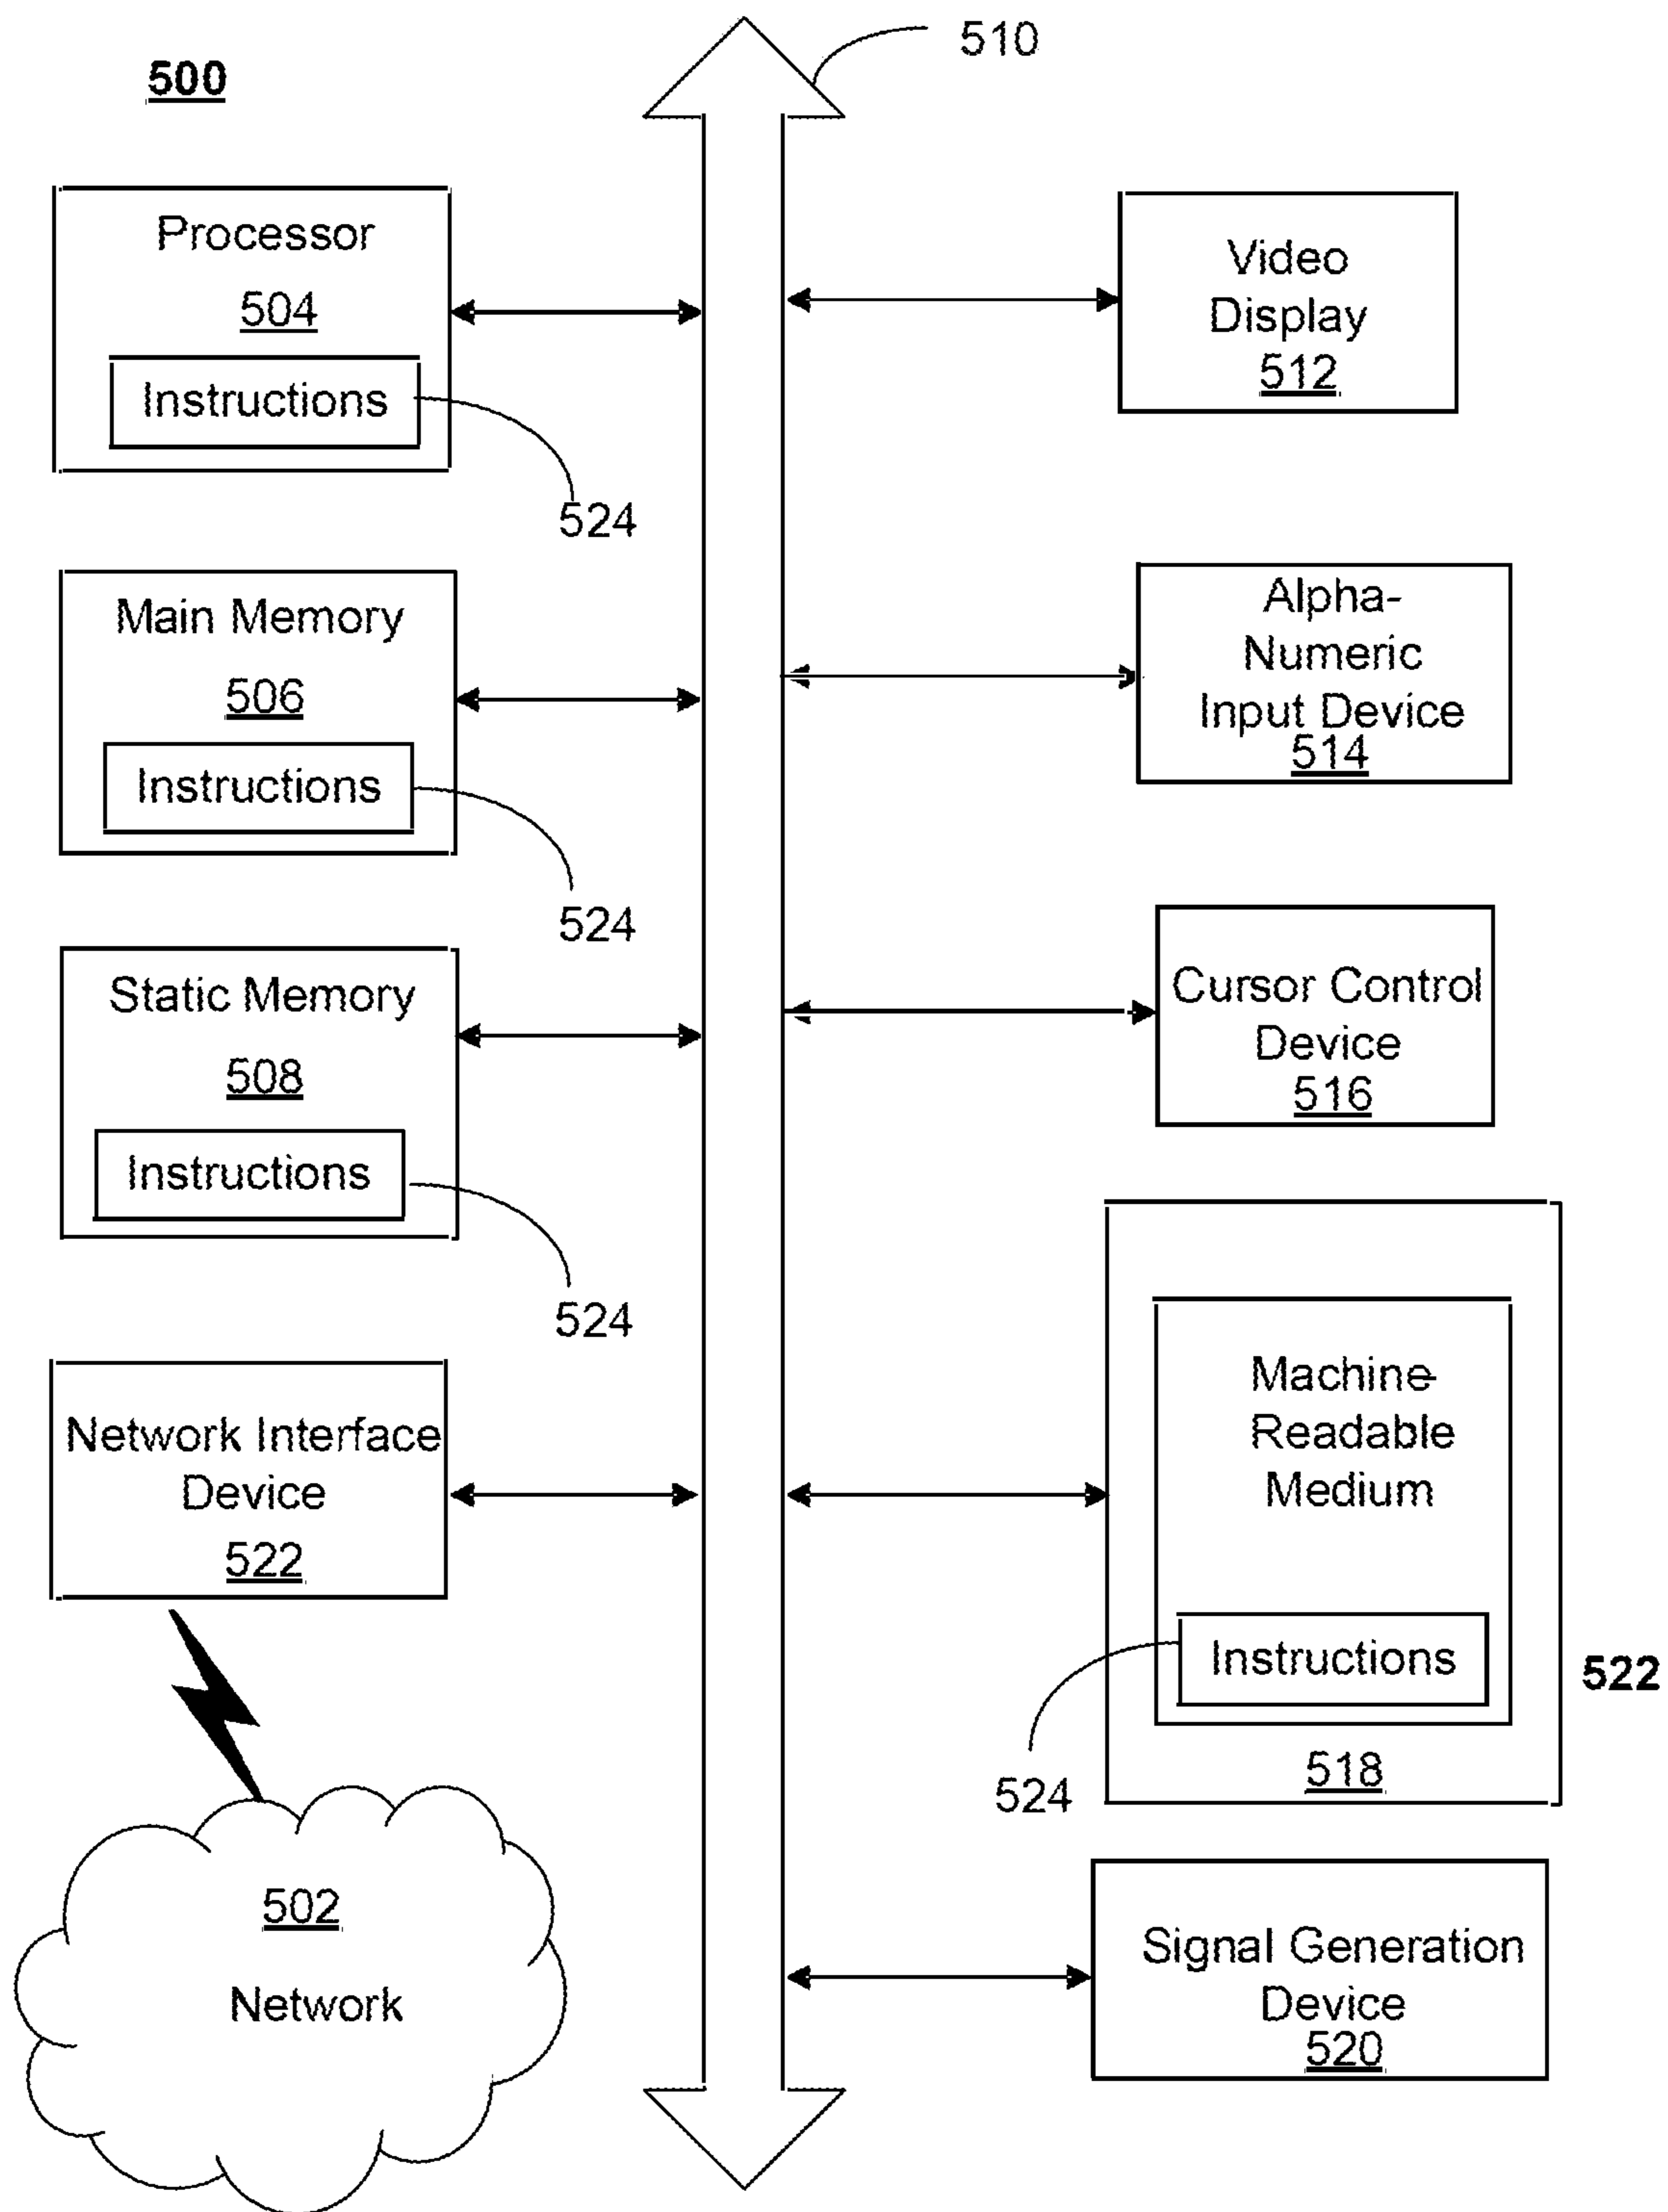 500
510
Processor
504
Instructions
524
Main Memory
506
Instructions
524
Static Memory
508
Instructions
524
Network Interface
Device
522
502
Network
Video
Display
512
Alpha-
Numeric
Input Device
514
Cursor Control
Device
516
Machine-
Readable
Medium
Instructions
524
518
522
Signal Generation
Device
520